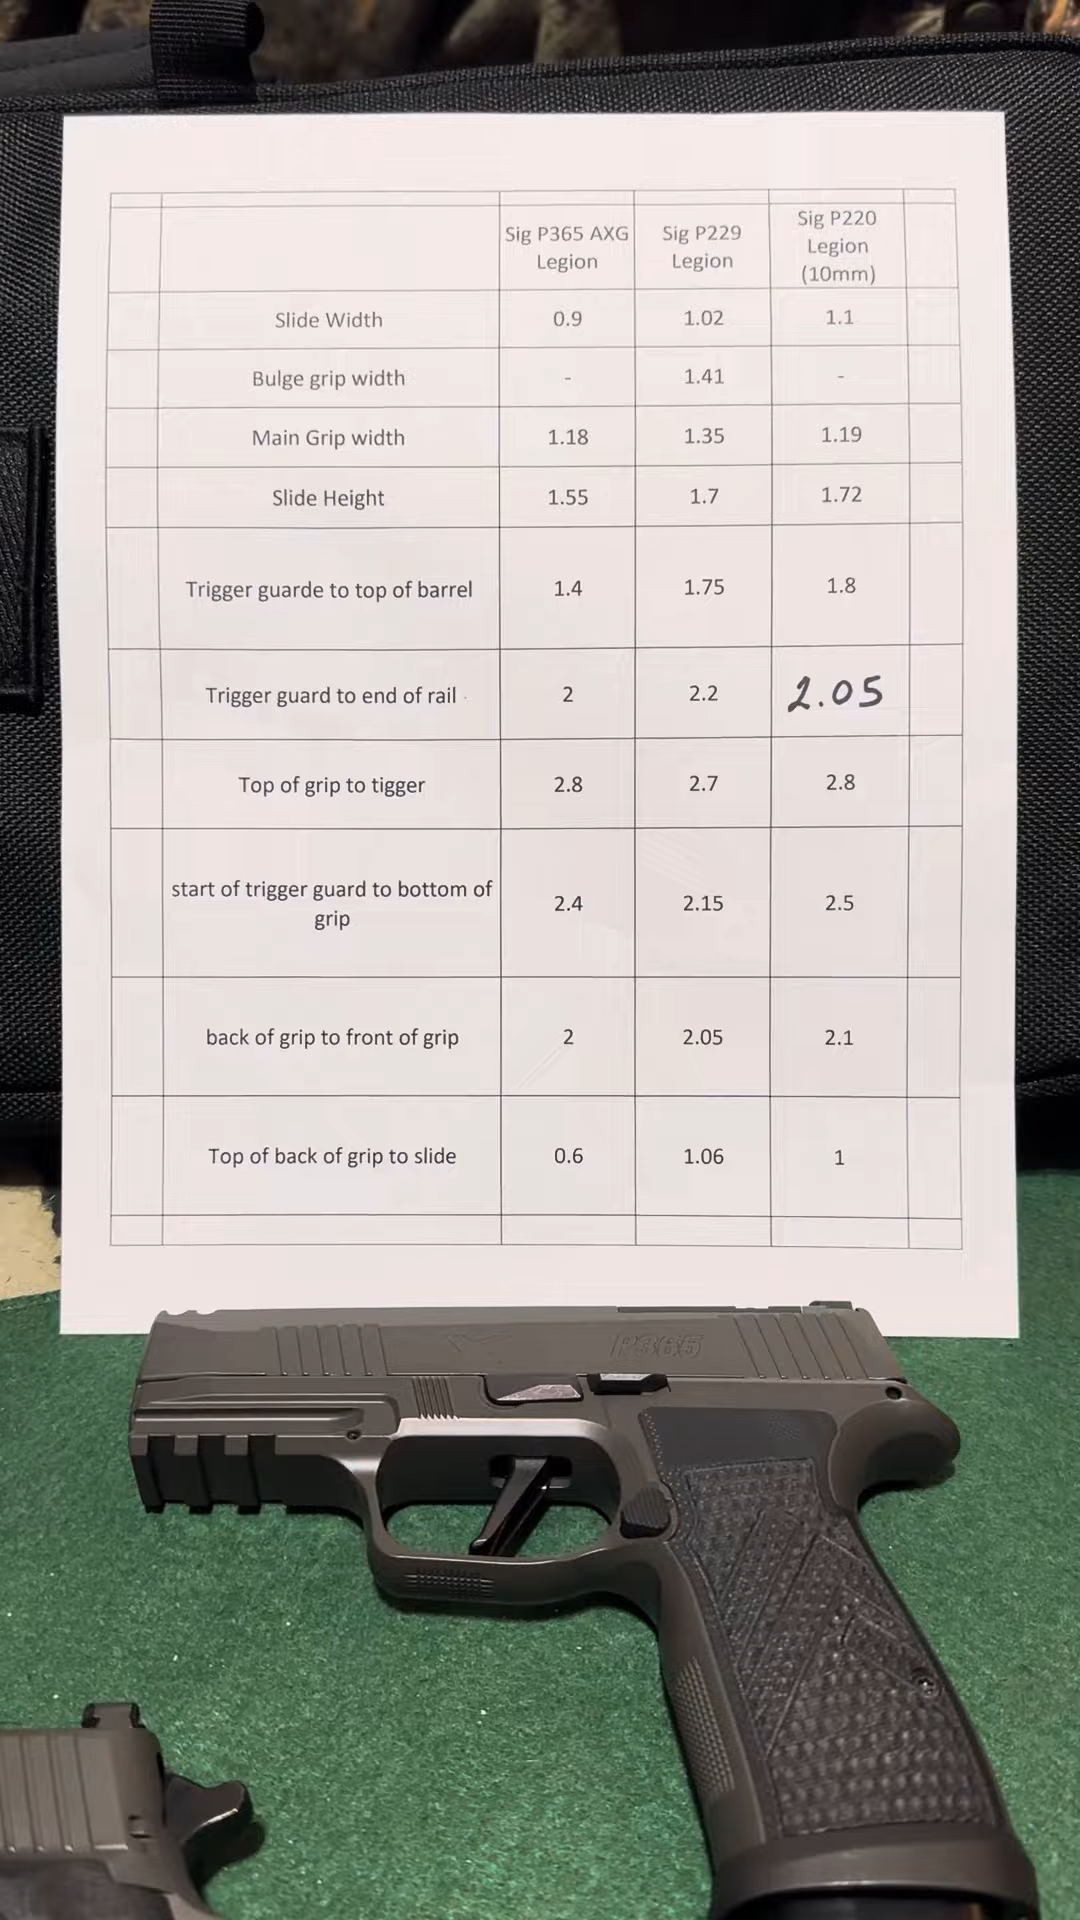 Sig P365 AXG Legion Sig P229 Legion Sig P220 Legion (10mm)
Slide Width 0.9 1.02 1.1
Bulge grip width - 1.41 -
Main Grip width 1.18 1.35 1.19
Slide Height 1.55 1.7 1.72
Trigger guarde to top of barrel 1.4 1.75 1.8
Trigger guard to end of rail 2 2.2 2.05
Top of grip to tigger 2.8 2.7 2.8
start of trigger guard to bottom of grip 2.4 2.15 2.5
back of grip to front of grip 2 2.05 2.1
Top of back of grip to slide 0.6 1.06 1
P365